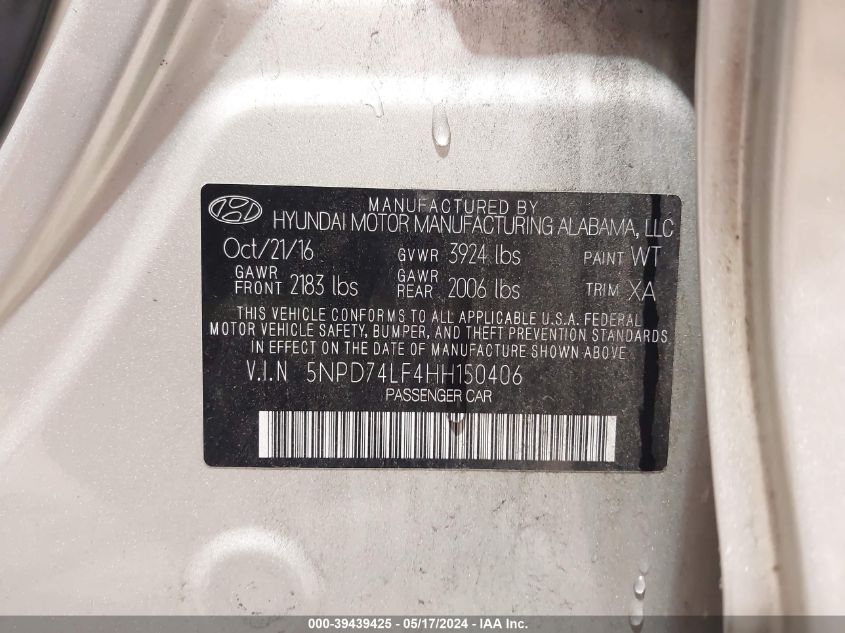 MANUFACTURED BY
HYUNDAI MOTOR MANUFACTURING ALABAMA, LLC
Oct/21/16 GVWR 3924 lbs PAINT WT
GAWR FRONT 2183 lbs GAWR REAR 2006 lbs TRIM XA
THIS VEHICLE CONFORMS TO ALL APPLICABLE U.S.A. FEDERAL
MOTOR VEHICLE SAFETY, BUMPER, AND THEFT PREVENTION STANDARDS
IN EFFECT ON THE DATE OF MANUFACTURE SHOWN ABOVE.
V.I.N 5NPD74LF4HH150406
PASSENGER CAR
000-39439425 - 05/17/2024 - IAA Inc.